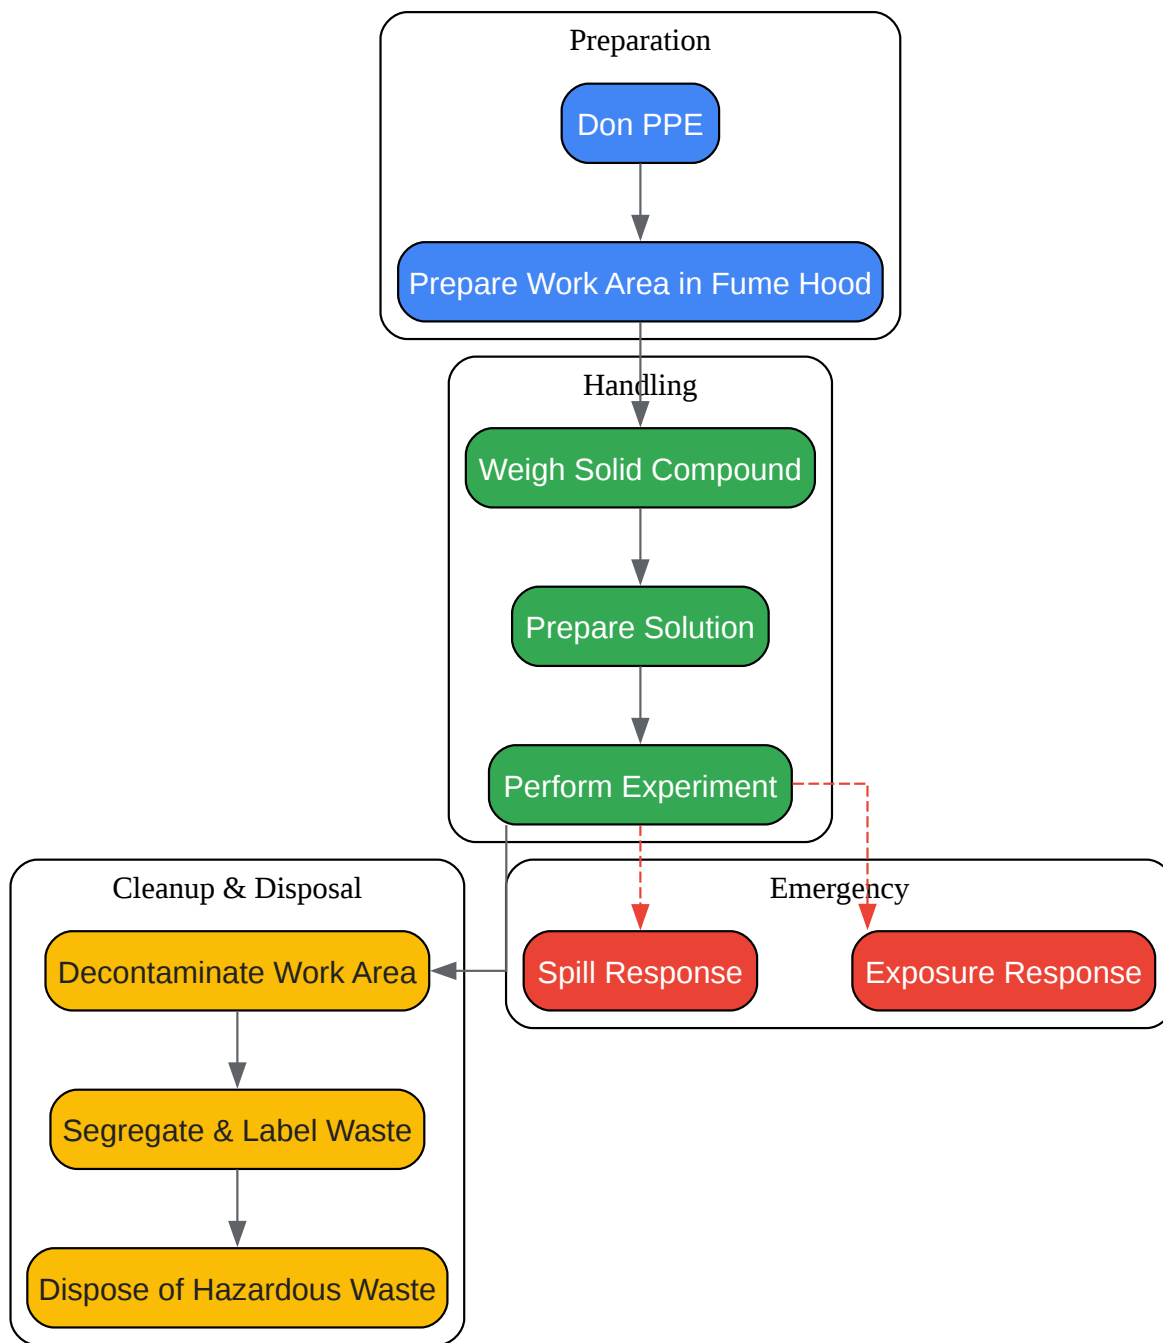 Preparation
Don PPE
Prepare Work Area in Fume Hood
Handling
Weigh Solid Compound
Prepare Solution
Perform Experiment
Cleanup & Disposal
Decontaminate Work Area
Segregate & Label Waste
Dispose of Hazardous Waste
Emergency
Spill Response
Exposure Response